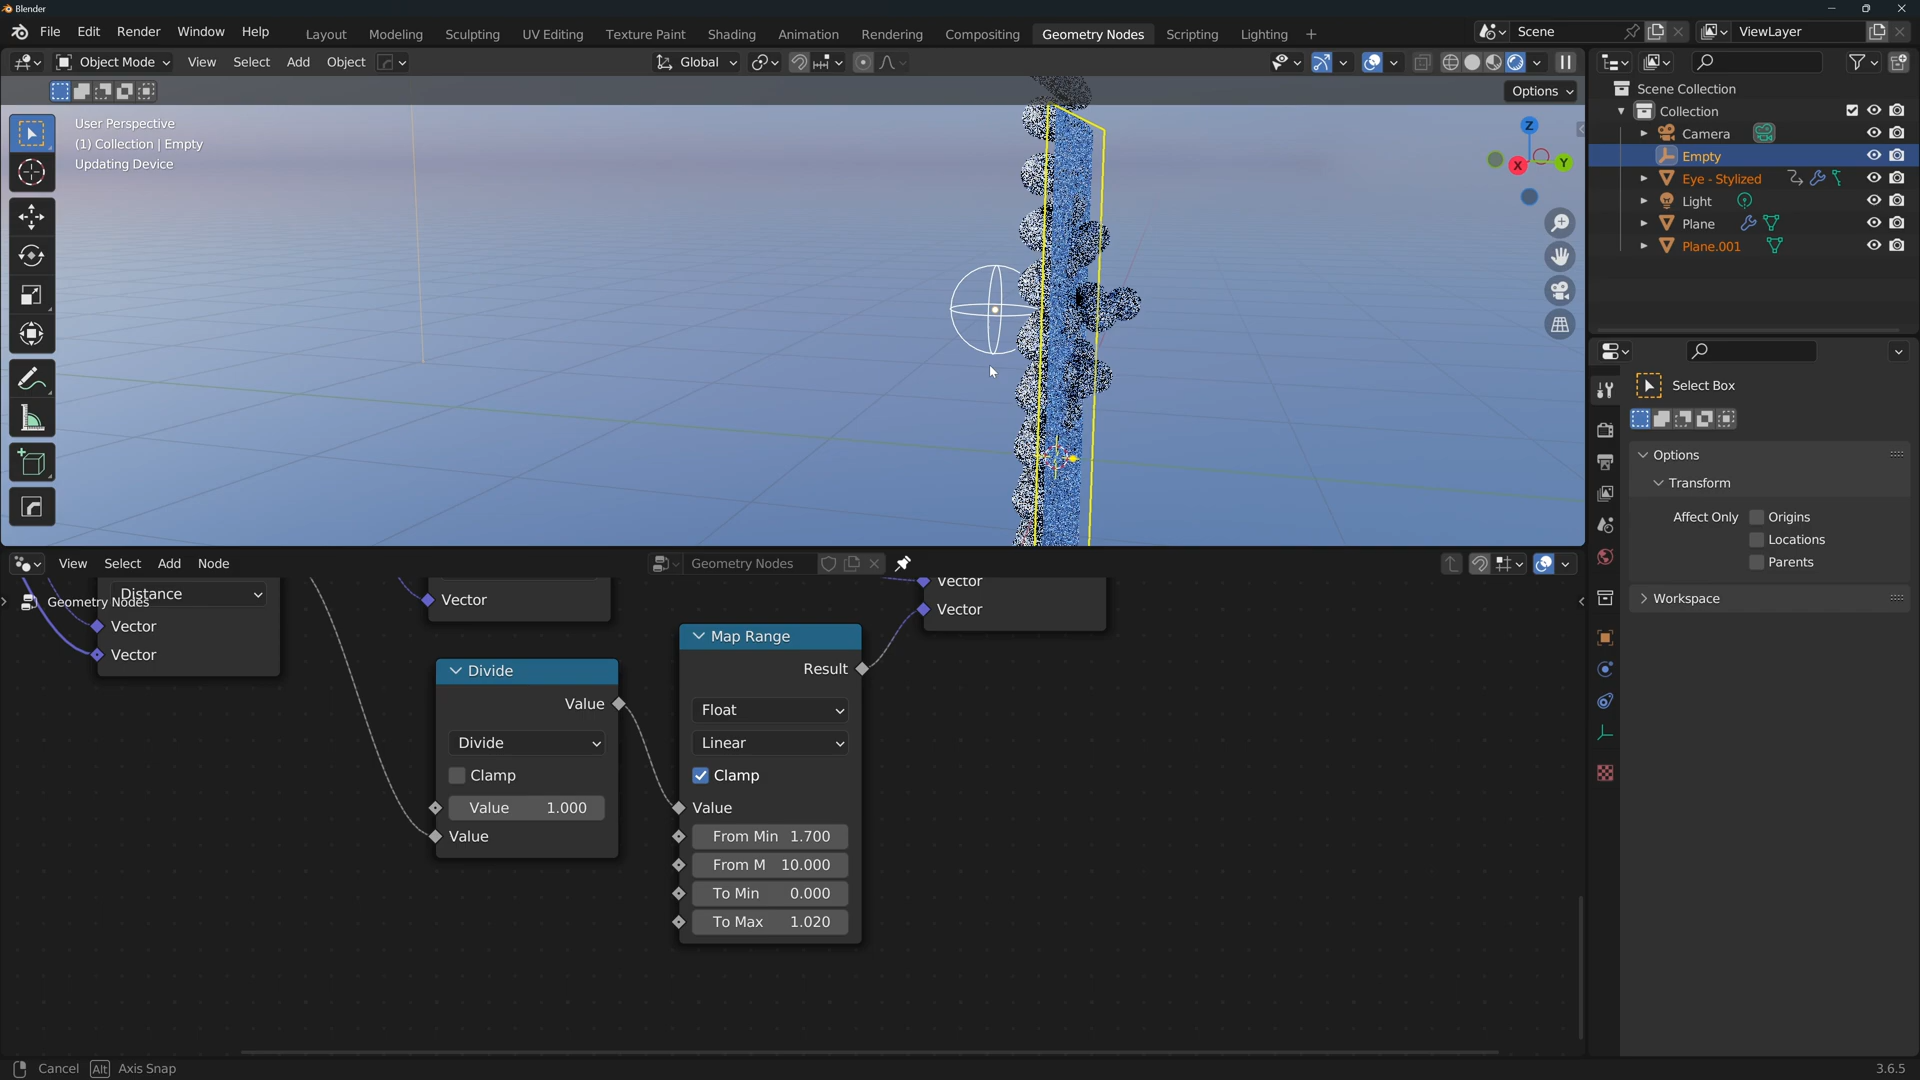 Blender
File Edit Render Window Help
Layout Modeling Sculpting UV Editing Texture Paint Shading Animation Rendering Compositing Geometry Nodes Scripting Lighting +
Scene
ViewLayer
Object Mode View Select Add Object
Global
Options
User Perspective
(1) Collection | Empty
Updating Device
Z
X
Y
Scene Collection
Collection
Camera
Empty
Eye - Stylized
Light
Plane
Plane.001
Select Box
Options
Transform
Affect Only Origins
Locations
Parents
Workspace
View Select Add Node
Geometry Nodes
Geometry Nodes
Distance
Vector
Vector
Vector
Vector
Vector
Divide
Value
Divide
Clamp
Value 1.000
Value
Map Range
Result
Float
Linear
Clamp
Value
From Min 1.700
From M 10.000
To Min 0.000
To Max 1.020
Cancel Alt Axis Snap
3.6.5